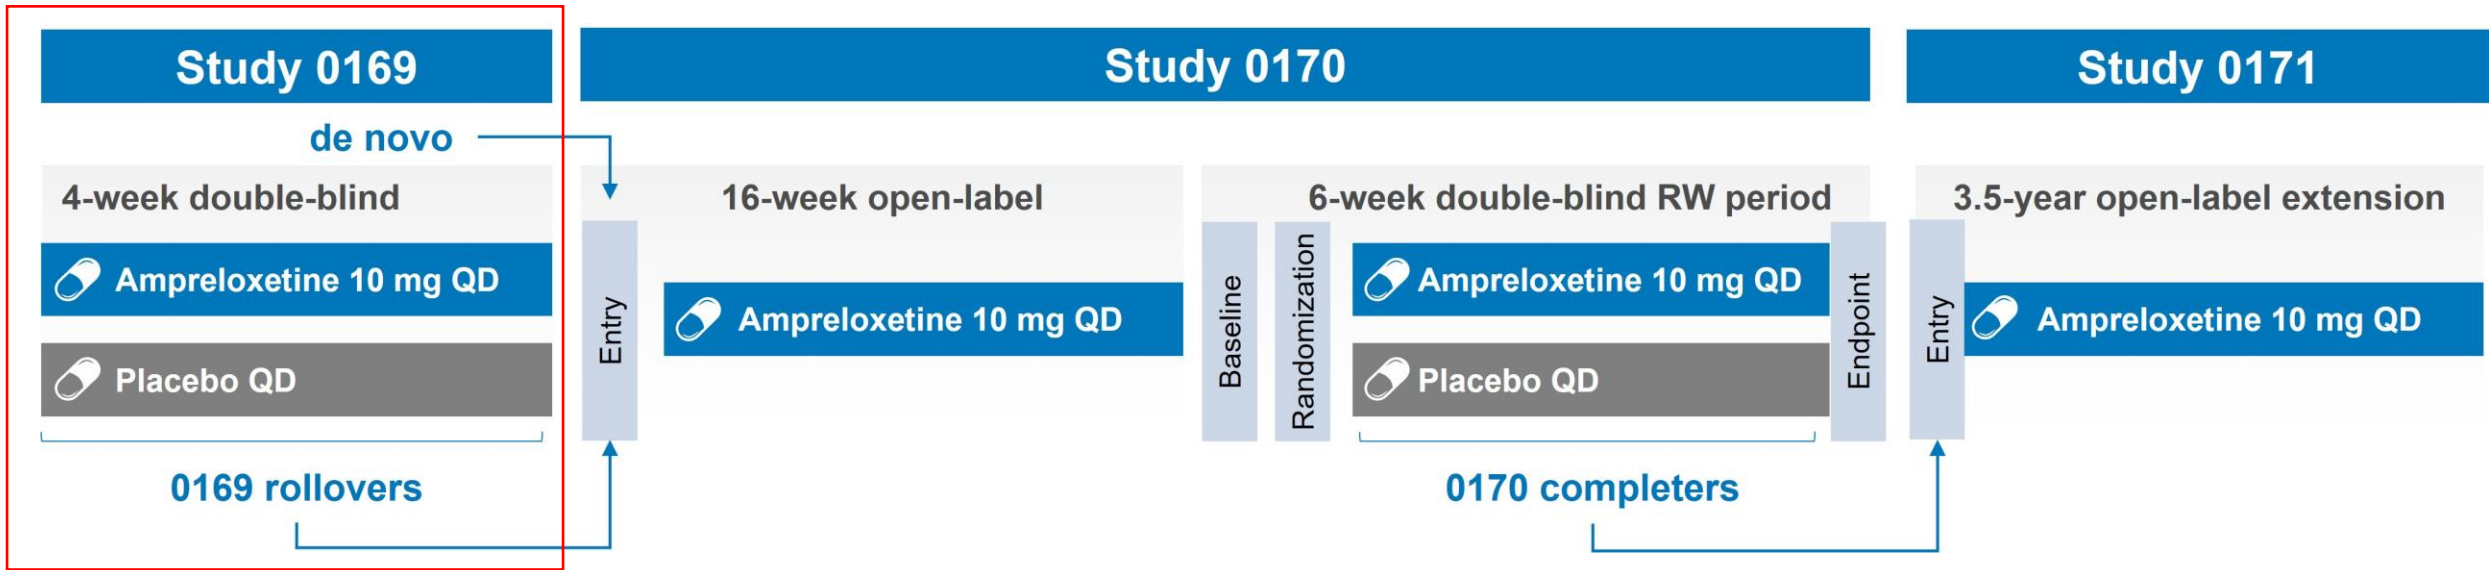 Study 0169
Study 0170
Study 0171
de novo
4-week double-blind
16-week open-label
6-week double-blind RW period
3.5-year open-label extension
Ampreloxetine 10 mg QD
Placebo QD
Entry
Ampreloxetine 10 mg QD
Baseline
Randomization
Ampreloxetine 10 mg QD
Placebo QD
Endpoint
Entry
Ampreloxetine 10 mg QD
0169 rollovers
0170 completers